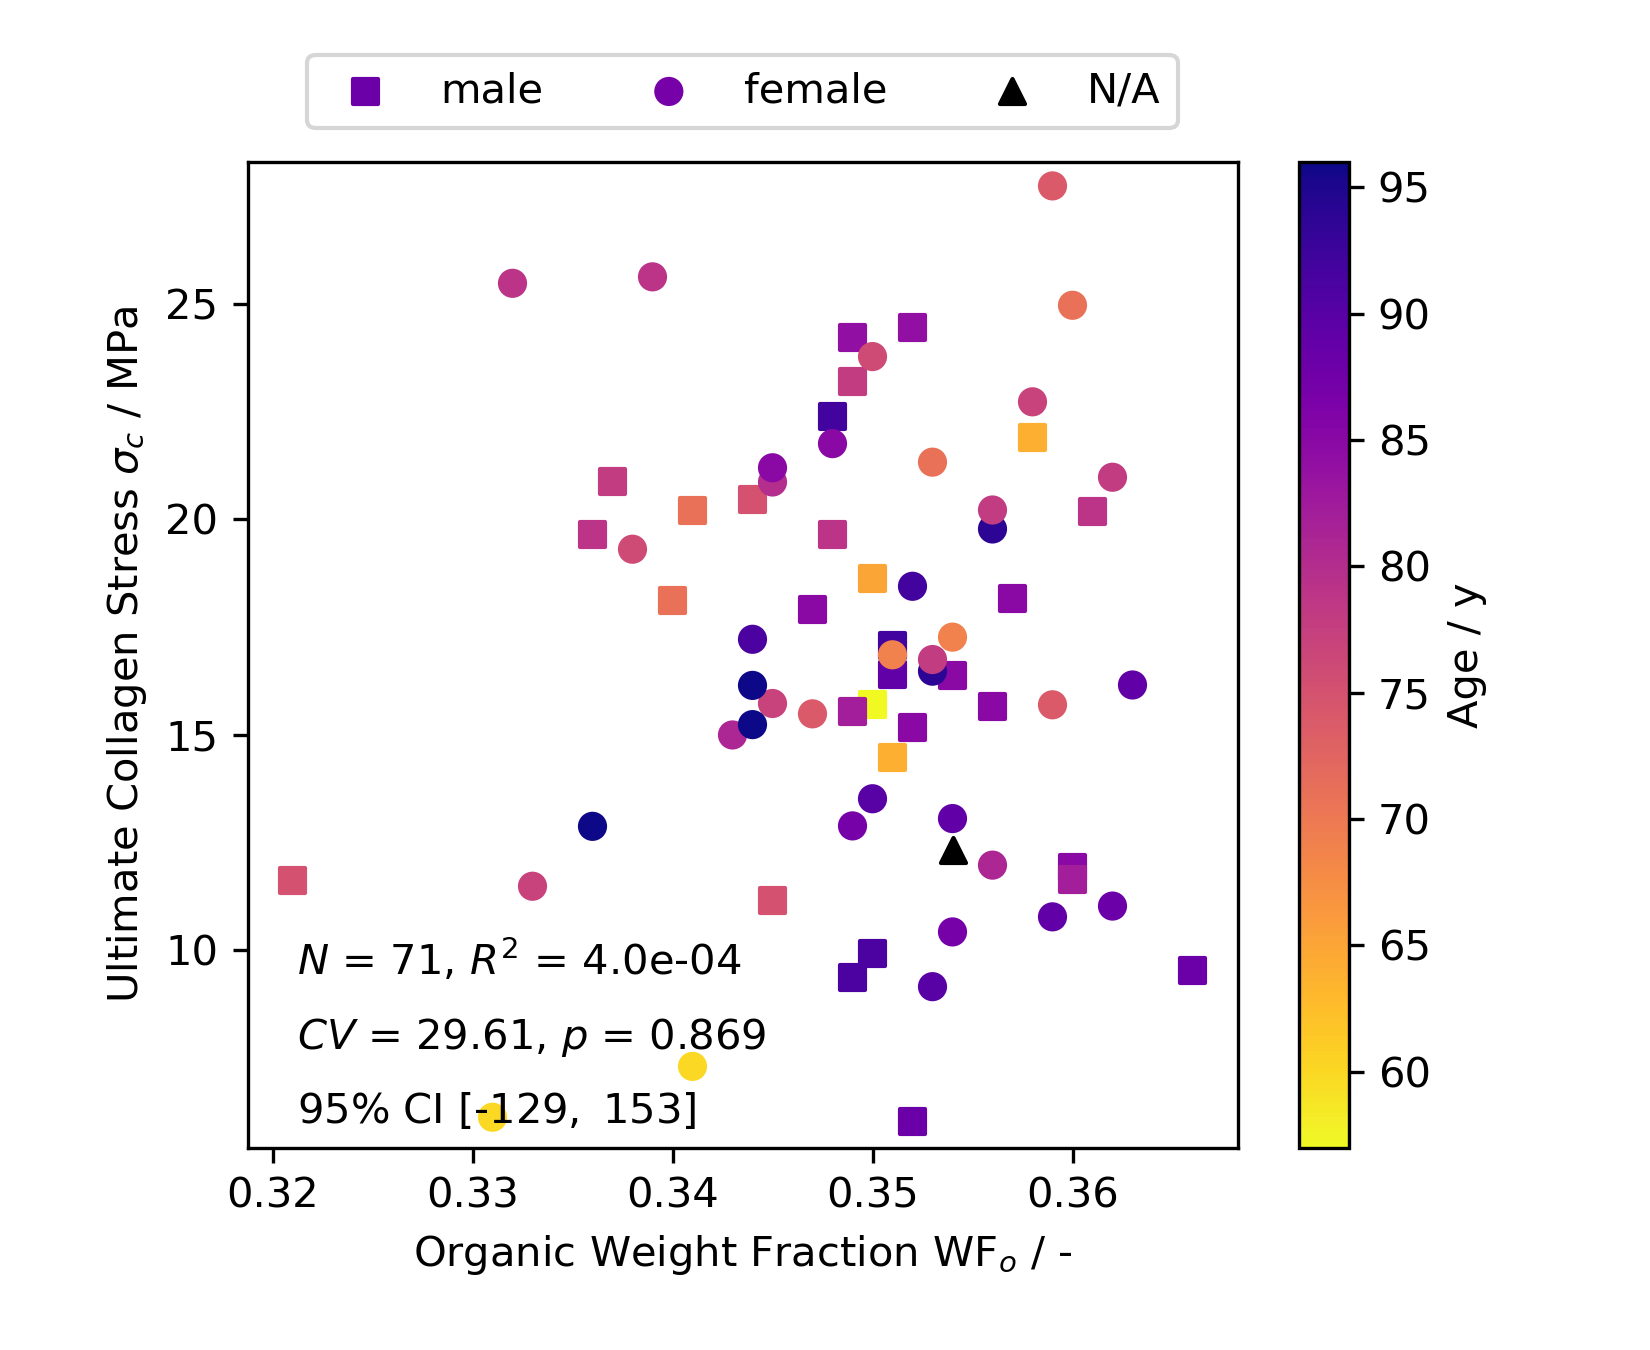 male female N/A
25
20
15
10
Ultimate Collagen Stress σc / MPa
N = 71, R² = 4.0e-04
CV = 29.61, p = 0.869
95% CI [-129, 153]
0.32 0.33 0.34 0.35 0.36
Organic Weight Fraction WFo / -
95
90
85
80
75
70
65
60
Age / y